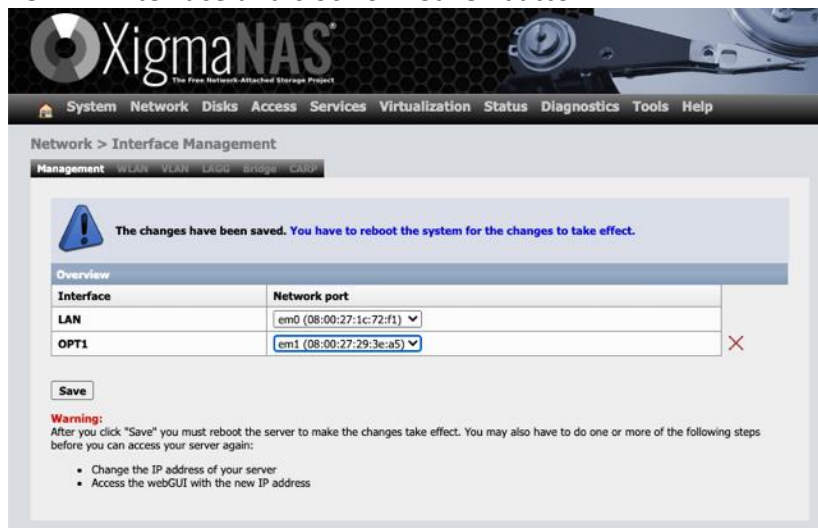 XigmaNAS®
The Free Network-Attached Storage Project
System Network Disks Access Services Virtualization Status Diagnostics Tools Help
Network > Interface Management
Management WLAN VLAN LAGG Bridge CARP
The changes have been saved. You have to reboot the system for the changes to take effect.
Overview
Interface Network port
LAN em0 (08:00:27:1c:72:f1)
OPT1 em1 (08:00:27:29:3e:a5)
Save
Warning:
After you click "Save" you must reboot the server to make the changes take effect. You may also have to do one or more of the following steps
before you can access your server again:
• Change the IP address of your server
• Access the webGUI with the new IP address